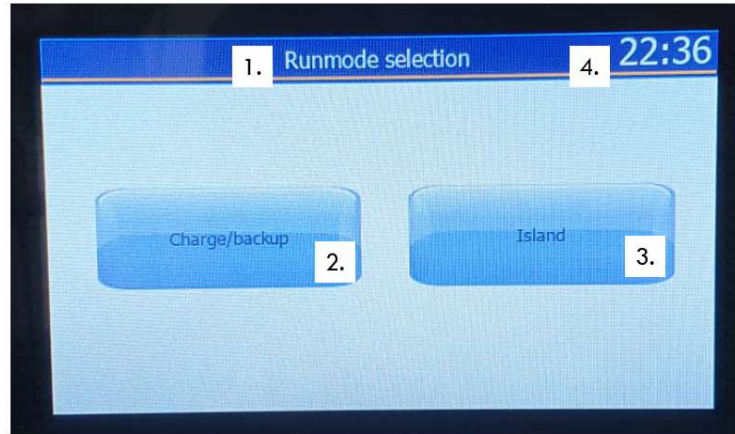 1. Runmode selection 4. 22:36
Charge/backup 2. Island 3.